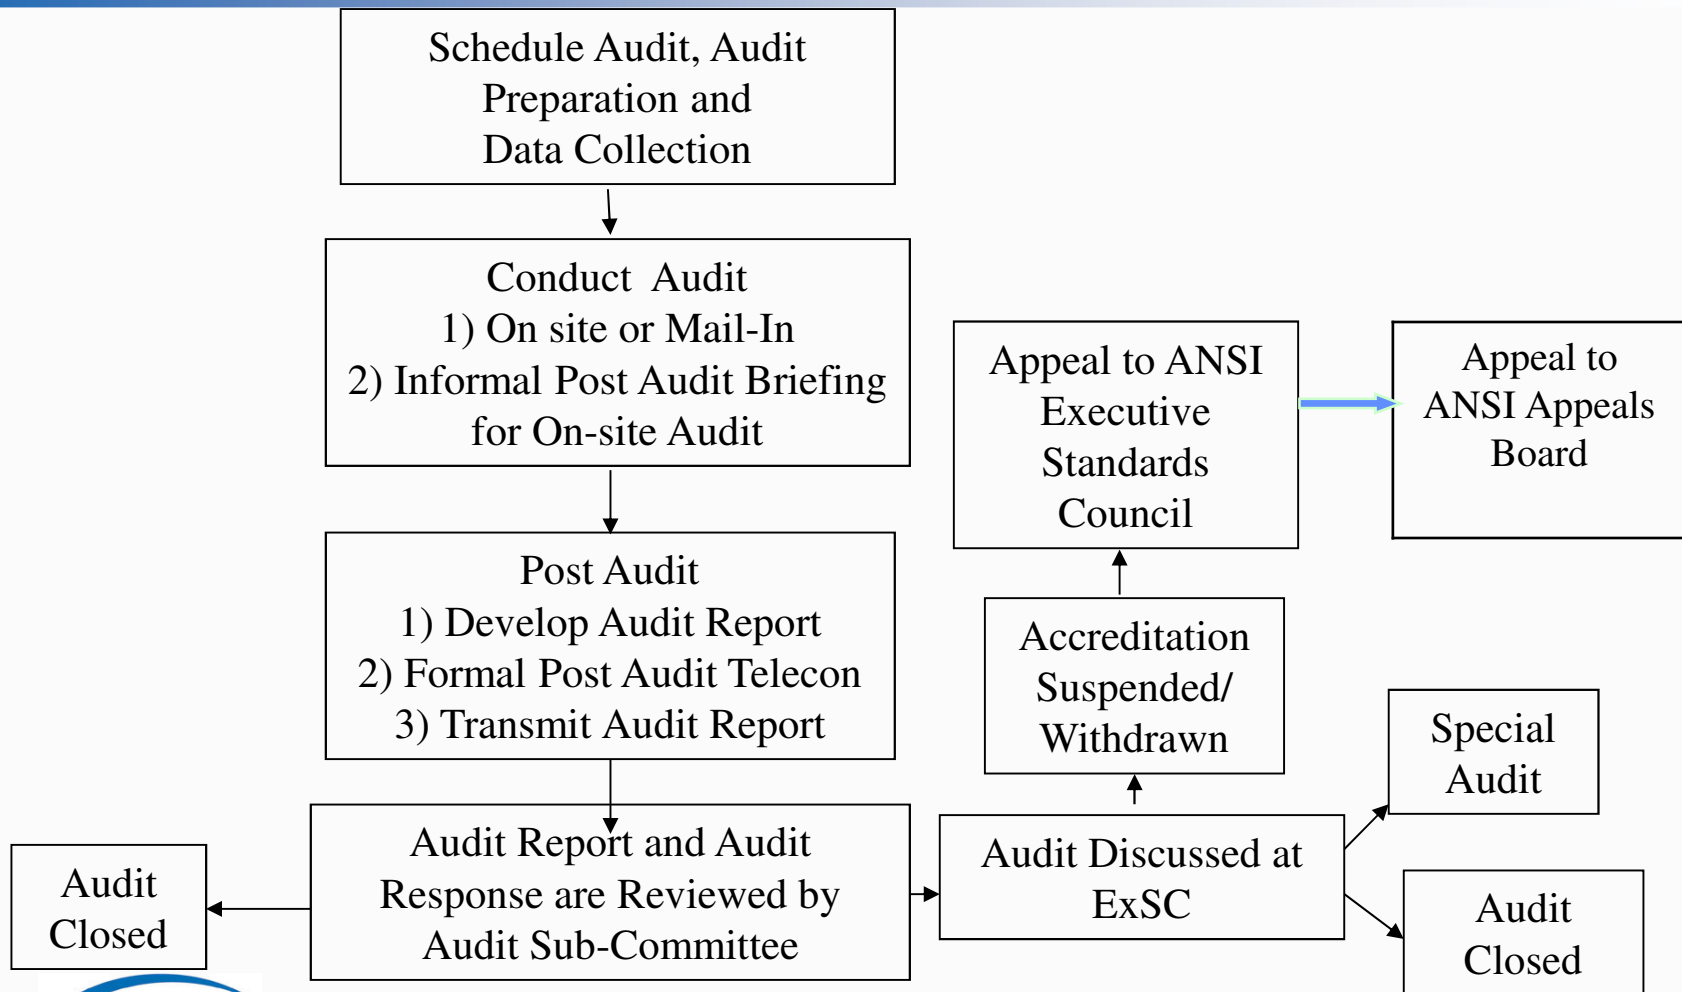 Schedule Audit, Audit
Preparation and
Data Collection
Conduct Audit
1) On site or Mail-In
2) Informal Post Audit Briefing
for On-site Audit
Post Audit
1) Develop Audit Report
2) Formal Post Audit Telecon
3) Transmit Audit Report
Audit Report and Audit
Response are Reviewed by
Audit Sub-Committee
Audit
Closed
Audit Discussed at
ExSC
Accreditation
Suspended/
Withdrawn
Appeal to ANSI
Executive
Standards
Council
Appeal to
ANSI Appeals
Board
Special
Audit
Audit
Closed